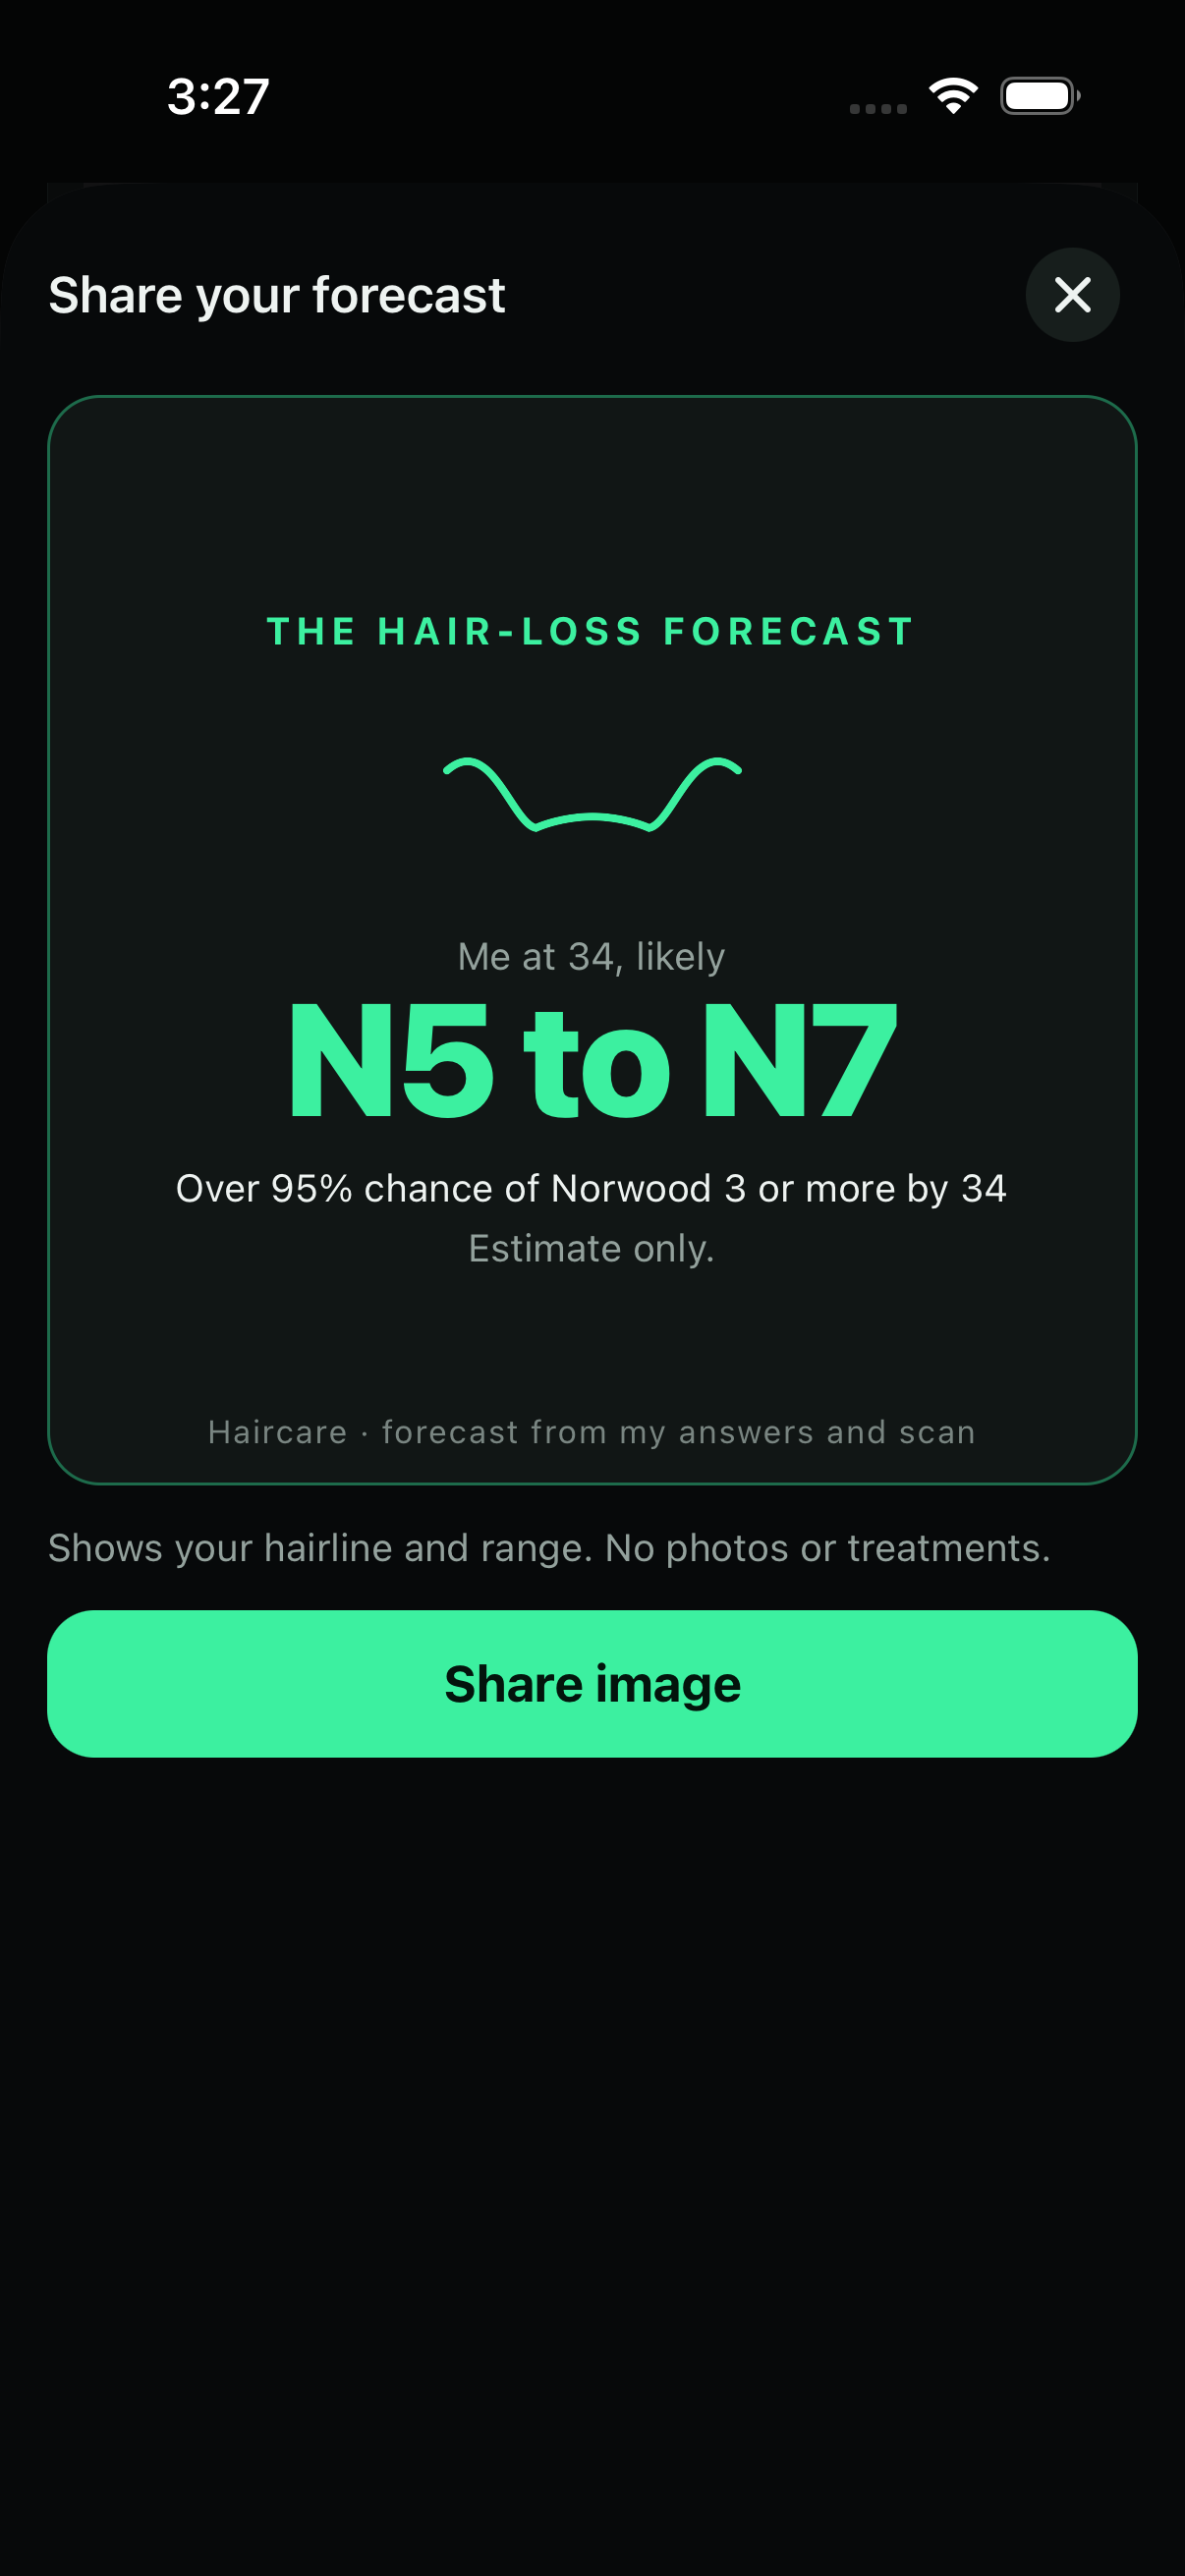 3:27
Share your forecast
THE HAIR-LOSS FORECAST
Me at 34, likely
N5 to N7
Over 95% chance of Norwood 3 or more by 34
Estimate only.
Haircare · forecast from my answers and scan
Shows your hairline and range. No photos or treatments.
Share image